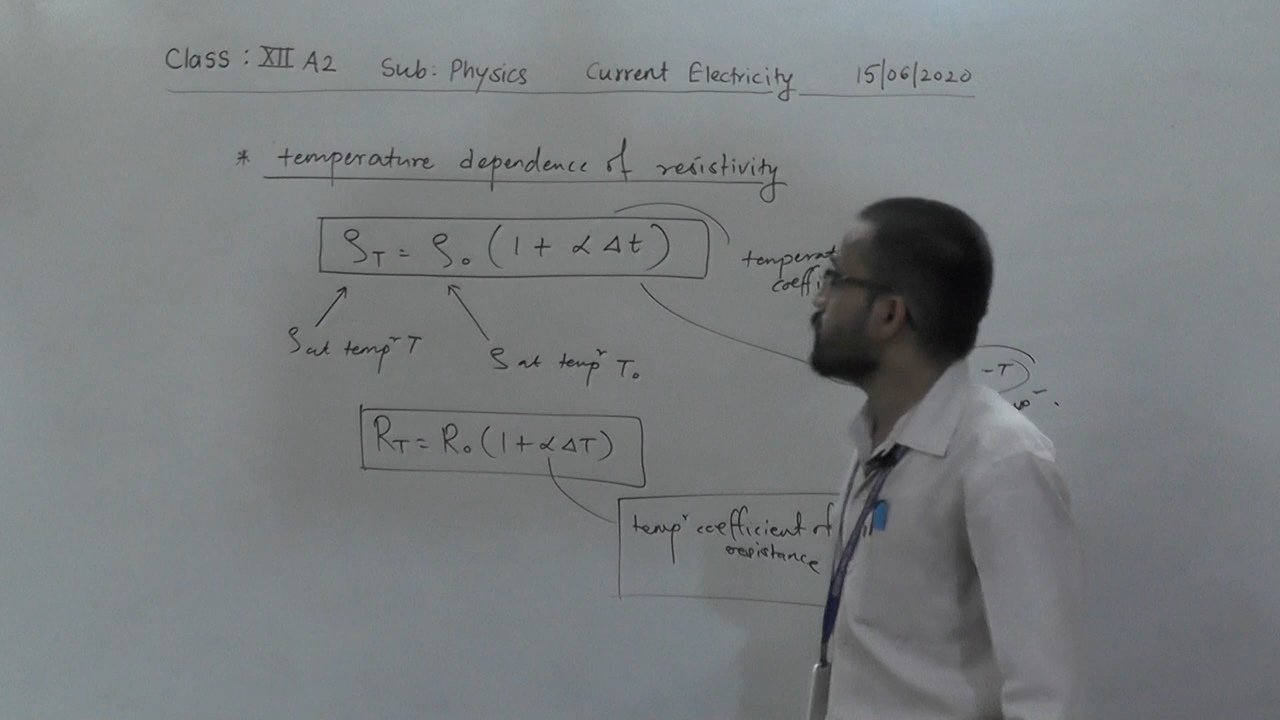 Class : XII A2 Sub: Physics Current Electricity 15/06/2020
* temperature dependence of resistivity
ρT = ρ₀ (1 + α Δt)
ρ at tempʳ T
ρ at tempʳ T₀
RT = R₀ (1 + α ΔT)
tempʳ coefficient of
resistance
-T)